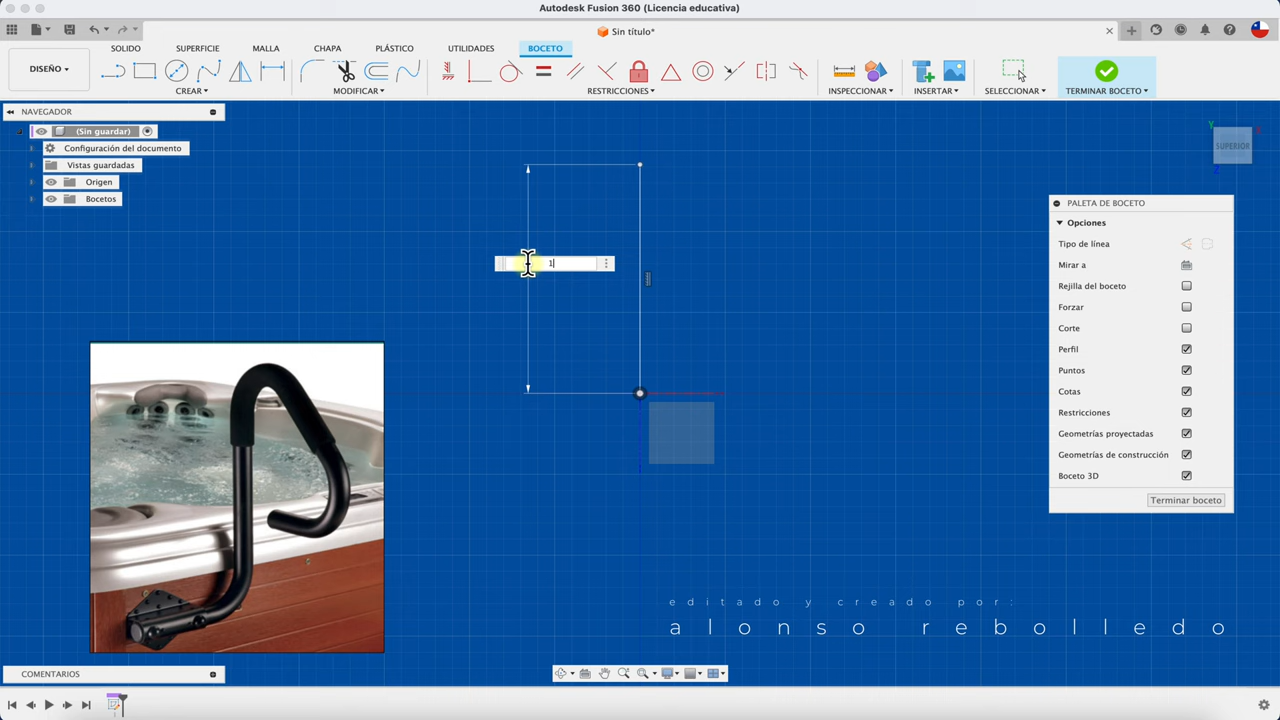 Autodesk Fusion 360 (Licencia educativa)
Sin título*
SÓLIDO SUPERFICIE MALLA CHAPA PLÁSTICO UTILIDADES BOCETO
DISEÑO
CREAR MODIFICAR RESTRICCIONES INSPECCIONAR INSERTAR SELECCIONAR TERMINAR BOCETO
NAVEGADOR
(Sin guardar)
Configuración del documento
Vistas guardadas
Origen
Bocetos
Y
X
SUPERIOR
Z
1
PALETA DE BOCETO
Opciones
Tipo de línea
Mirar a
Rejilla del boceto
Forzar
Corte
Perfil
Puntos
Cotas
Restricciones
Geometrías proyectadas
Geometrías de construcción
Boceto 3D
Terminar boceto
editado y creado por:
alonso rebolledo
COMENTARIOS